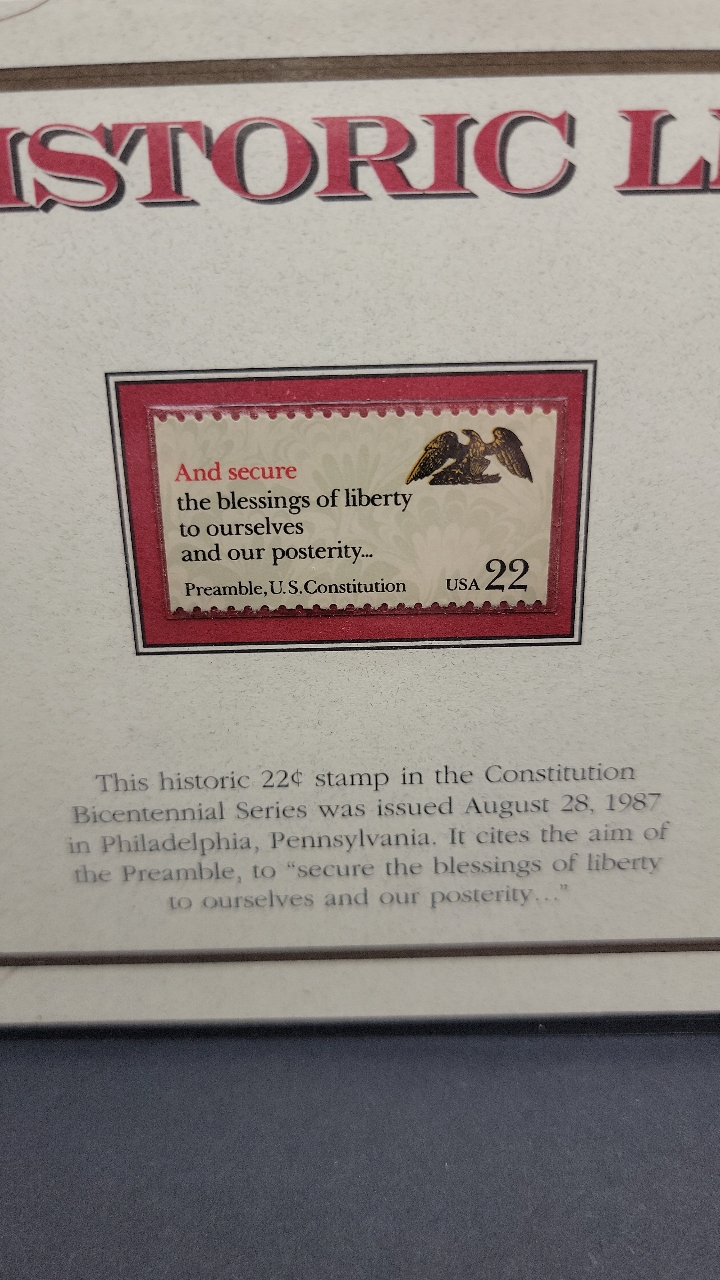 ISTORIC LI
And secure
the blessings of liberty
to ourselves
and our posterity...
Preamble, U.S. Constitution
USA 22
This historic 22¢ stamp in the Constitution
Bicentennial Series was issued August 28, 1987
in Philadelphia, Pennsylvania. It cites the aim of
the Preamble, to “secure the blessings of liberty
to ourselves and our posterity...”